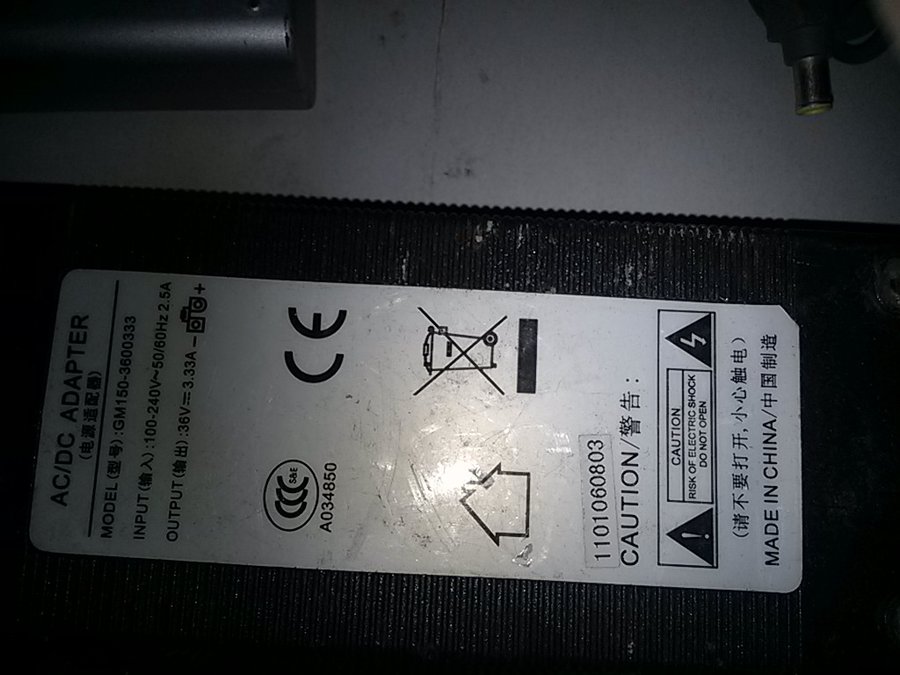 AC/DC ADAPTER
(电源适配器)
MODEL(型号):GM150-3600333
INPUT(输入):100-240V~50/60Hz 2.5A
OUTPUT(输出):36V⎓3.33A
CE
CCC S&E
A034850
1101060803
CAUTION/警告:
CAUTION
RISK OF ELECTRIC SHOCK
DO NOT OPEN
(请不要打开,小心触电)
MADE IN CHINA/中国制造